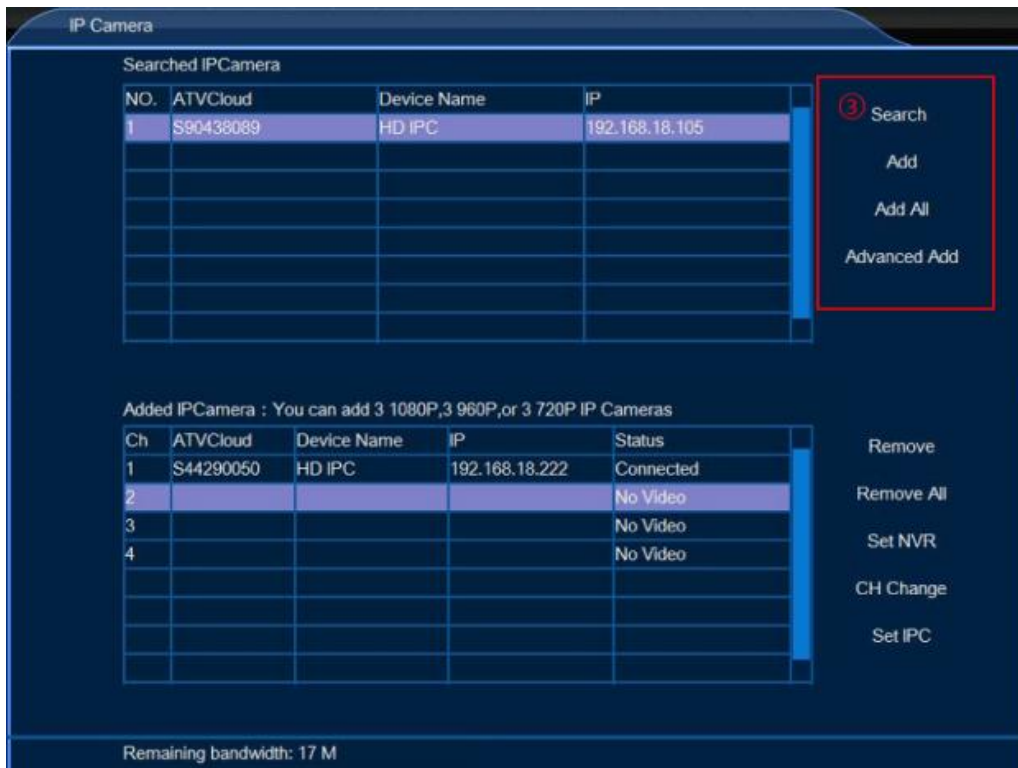 IP Camera
Searched IPCamera
NO. ATVCloud Device Name IP
1 S90438089 HD IPC 192.168.18.105
③ Search
Add
Add All
Advanced Add
Added IPCamera : You can add 3 1080P,3 960P,or 3 720P IP Cameras
Ch ATVCloud Device Name IP Status
1 S44290050 HD IPC 192.168.18.222 Connected
2 No Video
3 No Video
4 No Video
Remove
Remove All
Set NVR
CH Change
Set IPC
Remaining bandwidth: 17 M